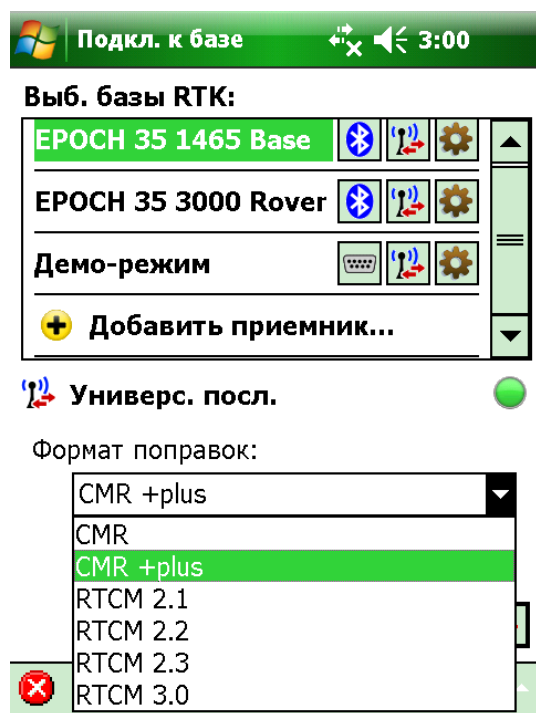 Подкл. к базе 3:00
Выб. базы RTK:
EPOCH 35 1465 Base
EPOCH 35 3000 Rover
Демо-режим
Добавить приемник...
Универс. посл.
Формат поправок:
CMR +plus
CMR
CMR +plus
RTCM 2.1
RTCM 2.2
RTCM 2.3
RTCM 3.0